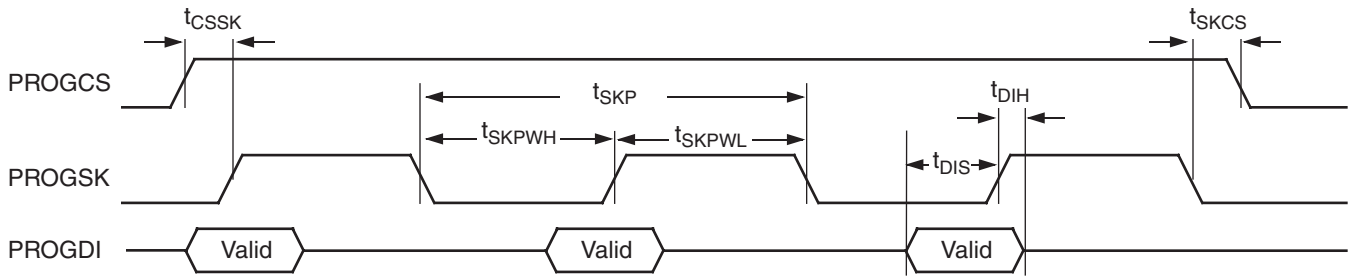 tCSSK
tSKCS
PROGCS
tSKP
tDIH
tSKPWH
tSKPWL
PROGSK
tDIS
PROGDI
Valid
Valid
Valid